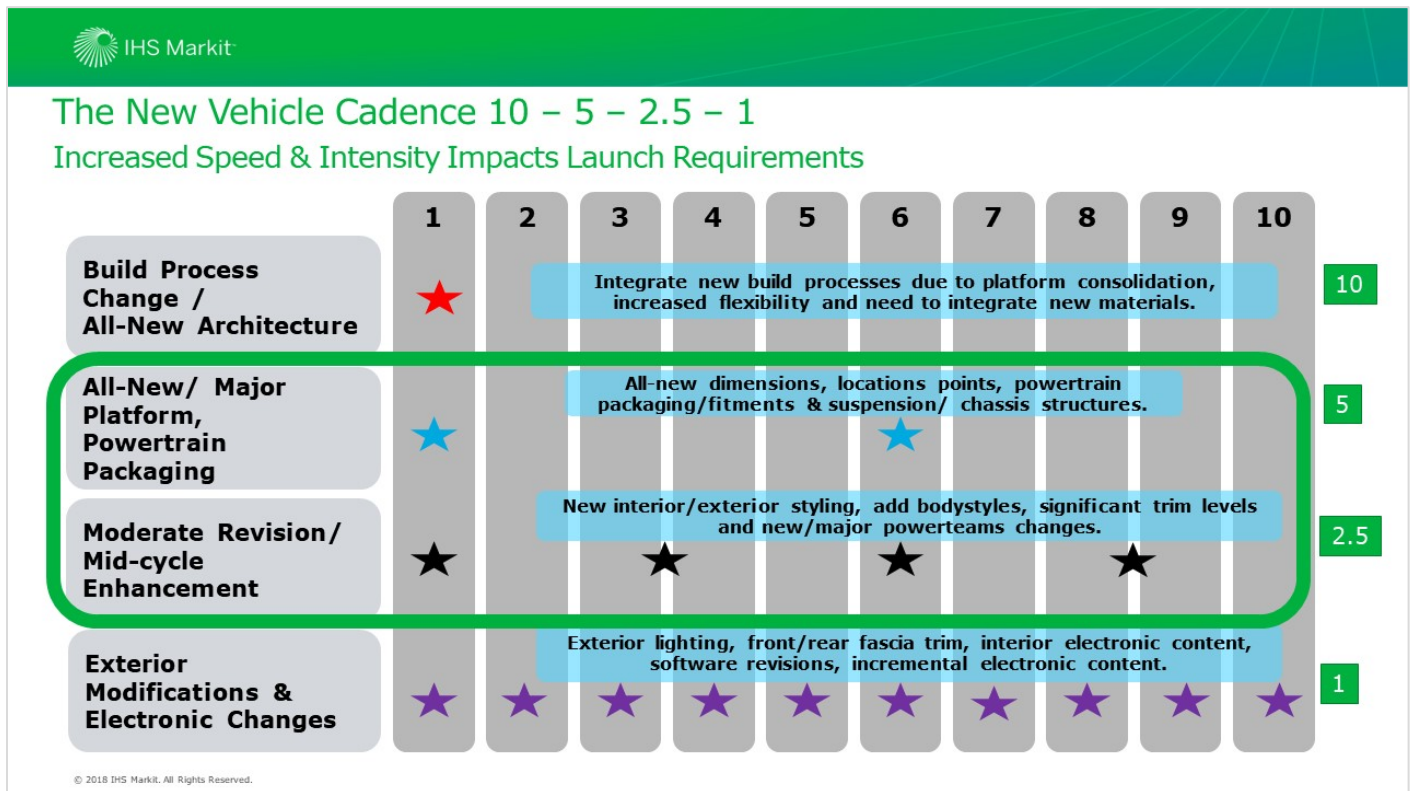 IHS Markit
The New Vehicle Cadence 10 – 5 – 2.5 – 1
Increased Speed & Intensity Impacts Launch Requirements
1 2 3 4 5 6 7 8 9 10
Build Process
Change /
All-New Architecture
Integrate new build processes due to platform consolidation,
increased flexibility and need to integrate new materials.
10
All-New/ Major
Platform,
Powertrain
Packaging
All-new dimensions, locations points, powertrain
packaging/fitments & suspension/ chassis structures.
5
Moderate Revision/
Mid-cycle
Enhancement
New interior/exterior styling, add bodystyles, significant trim levels
and new/major powerteams changes.
2.5
Exterior
Modifications &
Electronic Changes
Exterior lighting, front/rear fascia trim, interior electronic content,
software revisions, incremental electronic content.
1
© 2018 IHS Markit. All Rights Reserved.